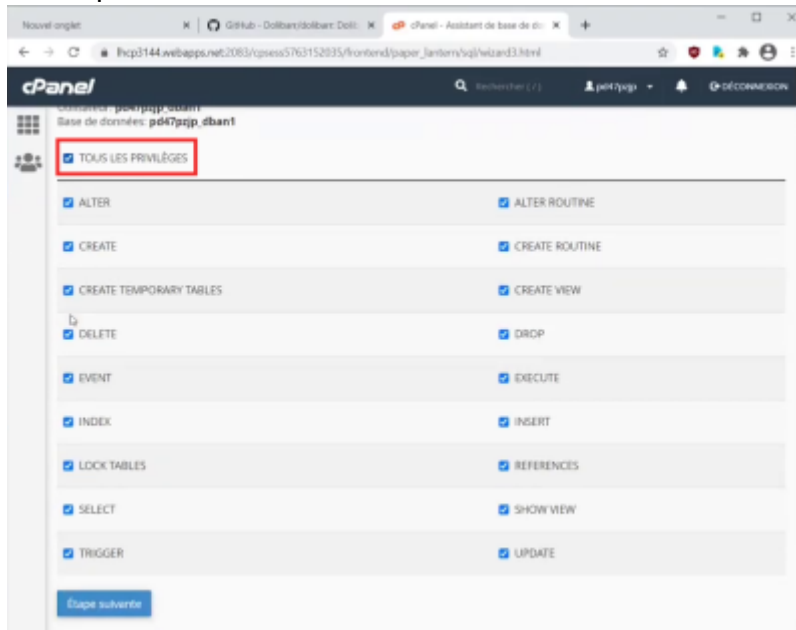 Nouvel onglet
GitHub - Dolibarr/dolibarr: Doli
cPanel - Assistant de base de do
lhcp3144.webapps.net:2083/cpsess5763152035/frontend/paper_lantern/sql/wizard3.html
cPanel
Rechercher ( / )
pd47pzjp
DÉCONNEXION
Utilisateur : pd47pzjp_dban1
Base de données: pd47pzjp_dban1
TOUS LES PRIVILÈGES
ALTER
ALTER ROUTINE
CREATE
CREATE ROUTINE
CREATE TEMPORARY TABLES
CREATE VIEW
DELETE
DROP
EVENT
EXECUTE
INDEX
INSERT
LOCK TABLES
REFERENCES
SELECT
SHOW VIEW
TRIGGER
UPDATE
Étape suivante